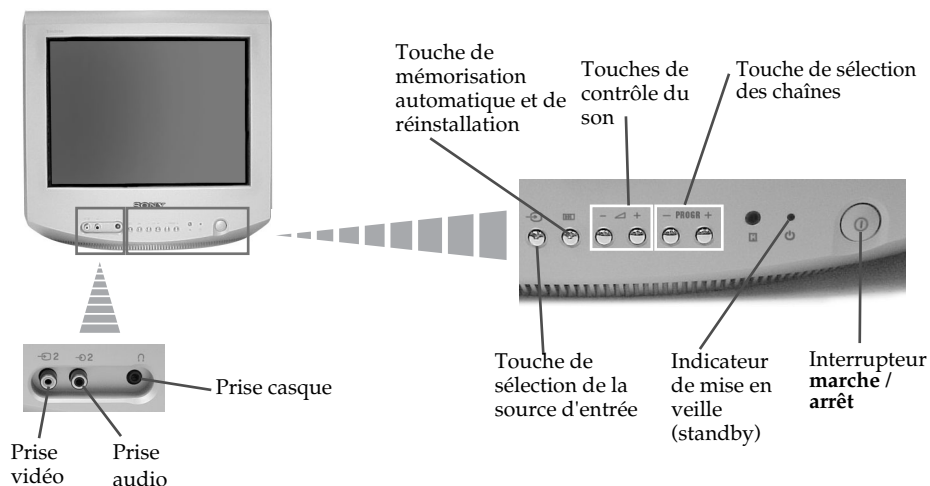 Touche de
mémorisation
automatique et de
réinstallation
Touches de
contrôle du
son
Touche de sélection
des chaînes
SONY
- +
- PROGR +
2
2
Prise casque
Prise
vidéo
Prise
audio
Touche de
sélection de la
source d'entrée
Indicateur
de mise en
veille
(standby)
Interrupteur
marche /
arrêt